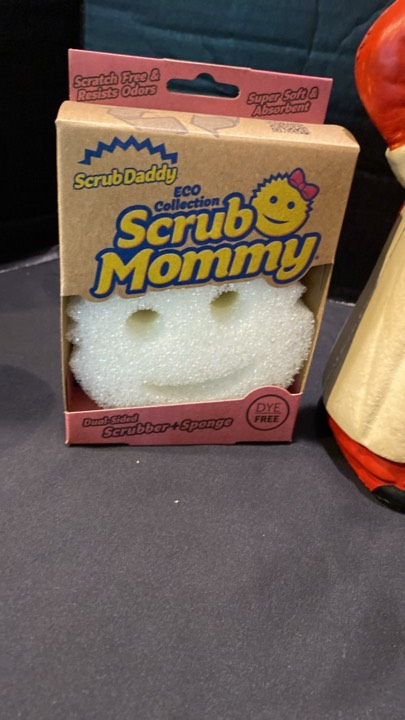 Scratch Free &
Resists Odors
Super Soft &
Absorbent
ScrubDaddy
ECO
Collection
Scrub
Mommy
Dual-Sided
Scrubber+Sponge
DYE
FREE